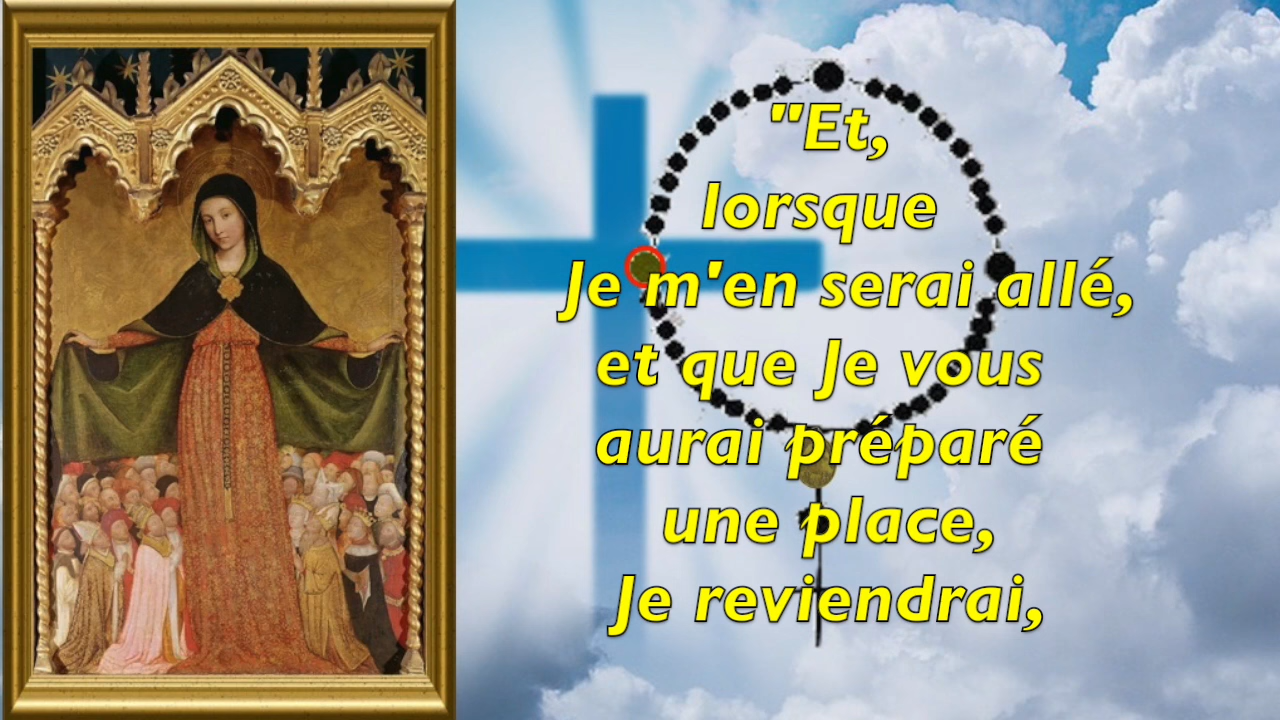 "Et,
lorsque
Je m'en serai allé,
et que Je vous
aurai préparé
une place,
Je reviendrai,